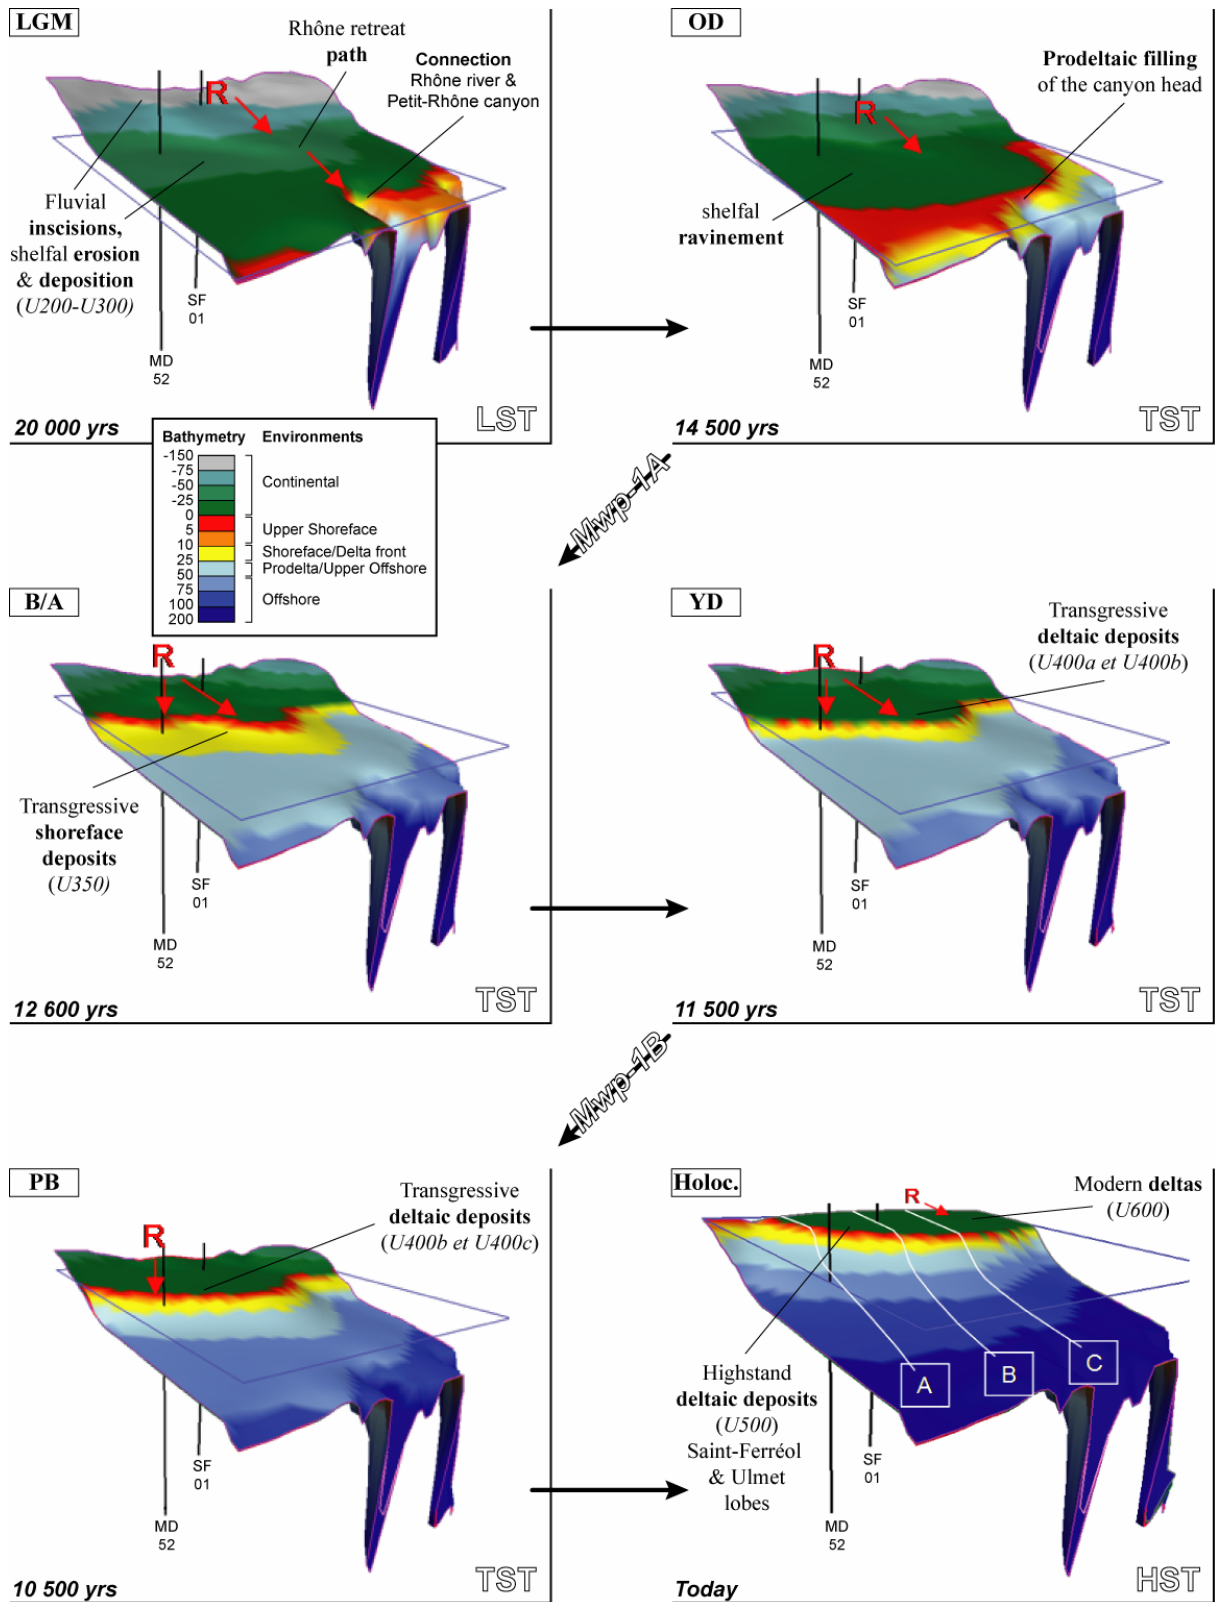 LGM
Rhône retreat
path
Connection
Rhône river &
Petit-Rhône canyon
R
Fluvial
inscisions,
shelfal erosion
& deposition
(U200-U300)
SF
01
MD
52
20 000 yrs
LST
OD
Prodeltaic filling
of the canyon head
R
shelfal
ravinement
SF
01
MD
52
14 500 yrs
TST
Bathymetry Environments
-150
-75
-50
-25
0
5
10
25
50
75
100
200
Continental
Upper Shoreface
Shoreface/Delta front
Prodelta/Upper Offshore
Offshore
Mwp-1A
B/A
R
Transgressive
shoreface
deposits
(U350)
SF
01
MD
52
12 600 yrs
TST
YD
Transgressive
deltaic deposits
(U400a et U400b)
R
SF
01
MD
52
11 500 yrs
TST
Mwp-1B
PB
Transgressive
deltaic deposits
(U400b et U400c)
R
SF
01
MD
52
10 500 yrs
TST
Holoc.
R
Modern deltas
(U600)
A
B
C
Highstand
deltaic deposits
(U500)
Saint-Ferréol
& Ulmet
lobes
SF
01
MD
52
Today
HST